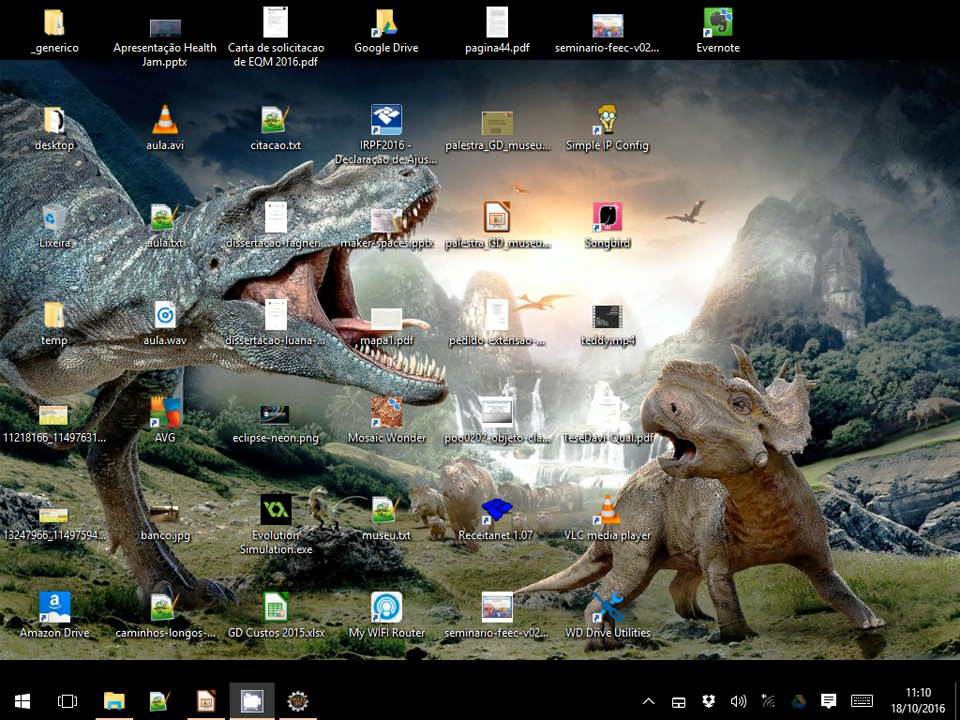 _generico
Apresentação Health
Jam.pptx
Carta de solicitacao
de EQM 2016.pdf
Google Drive
pagina44.pdf
seminario-feec-v02...
Evernote
desktop
aula.avi
citacao.txt
IRPF2016 -
Declaração de Ajus...
palestra_GD_museu...
Simple IP Config
Lixeira
aula.txt
dissertacao-fagner...
maker-spaces.pptx
palestra_GD_museu...
Songbird
temp
aula.wav
dissertacao-luana-...
mapa1.pdf
pedido-extensao-...
teddy.mp4
11218166_11497631...
AVG
eclipse-neon.png
Mosaic Wonder
poo0202-objeto-cla...
TeseDavi-Qual.pdf
13247966_11497594...
banco.jpg
Evolution
Simulation.exe
museu.txt
Receitanet 1.07
VLC media player
Amazon Drive
caminhos-longos-...
GD Custos 2015.xlsx
My WIFI Router
seminario-feec-v02...
WD Drive Utilities
11:10
18/10/2016